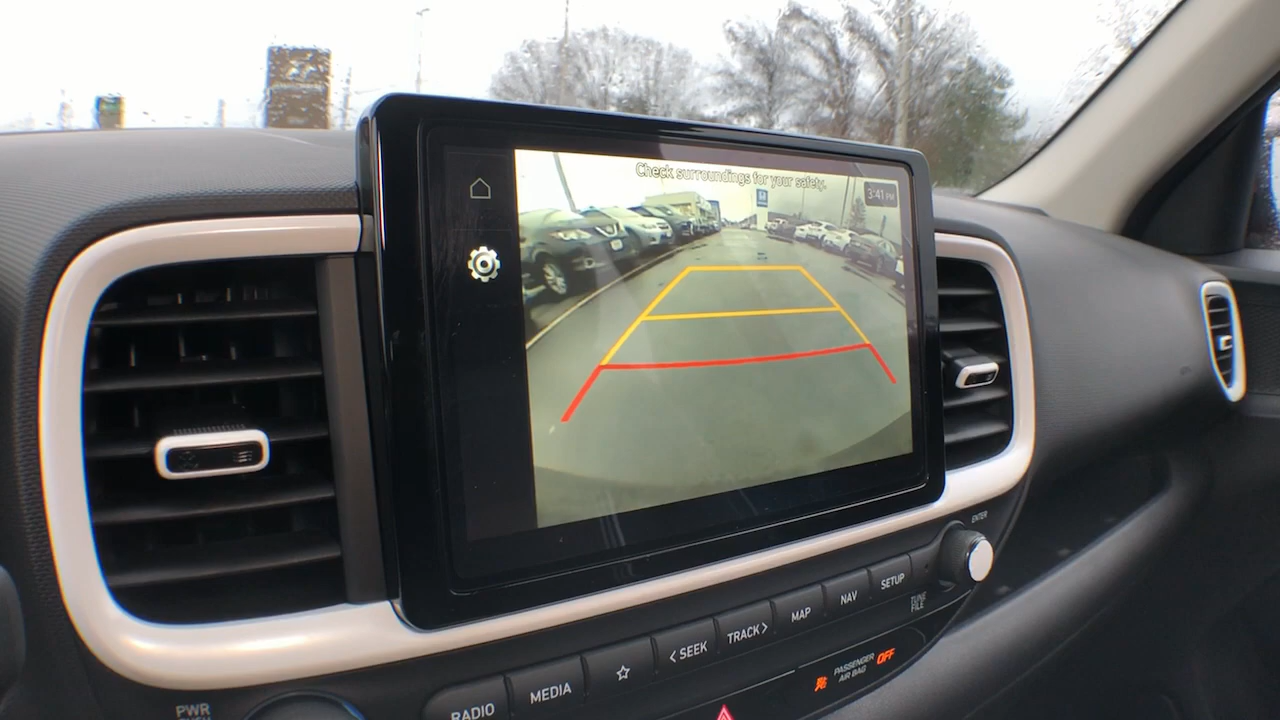 Check surroundings for your safety.
3:41 PM
ENTER
SETUP
NAV
MAP
TRACK >
< SEEK
MEDIA
RADIO
TUNE
FILE
PASSENGER
AIR BAG
OFF
PWR